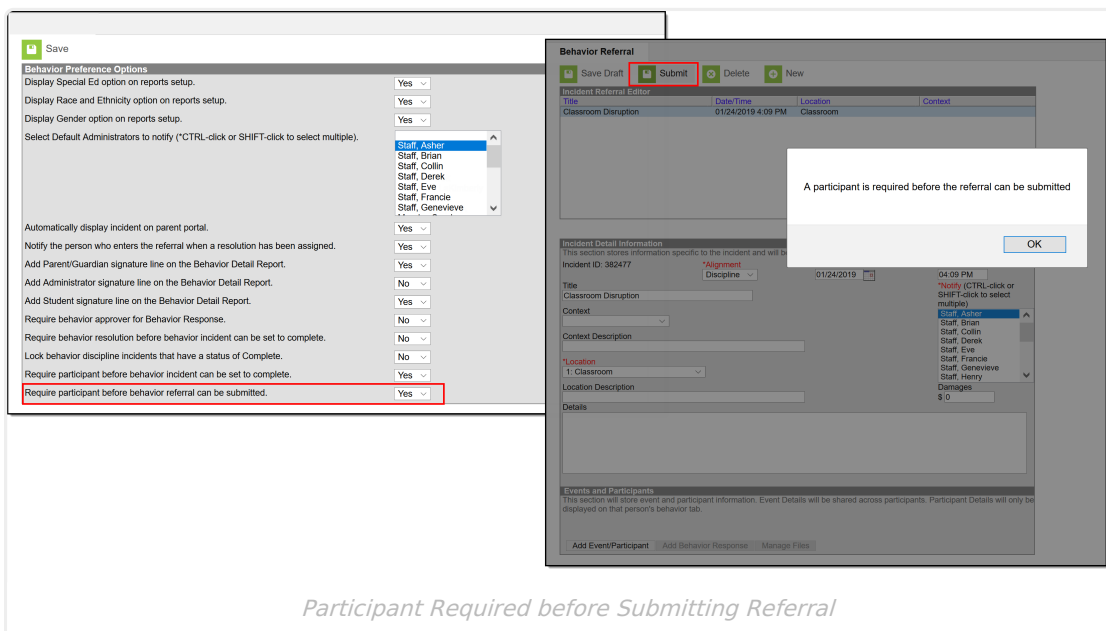 Save
Behavior Preference Options
Display Special Ed option on reports setup. Yes
Display Race and Ethnicity option on reports setup. Yes
Display Gender option on reports setup. Yes
Select Default Administrators to notify (*CTRL-click or SHIFT-click to select multiple).
Staff, Asher
Staff, Brian
Staff, Collin
Staff, Derek
Staff, Eve
Staff, Francie
Staff, Genevieve
Automatically display incident on parent portal. Yes
Notify the person who enters the referral when a resolution has been assigned. Yes
Add Parent/Guardian signature line on the Behavior Detail Report. Yes
Add Administrator signature line on the Behavior Detail Report. No
Add Student signature line on the Behavior Detail Report. Yes
Require behavior approver for Behavior Response. No
Require behavior resolution before behavior incident can be set to complete. No
Lock behavior discipline incidents that have a status of Complete. No
Require participant before behavior incident can be set to complete. Yes
Require participant before behavior referral can be submitted. Yes
Behavior Referral
Save Draft Submit Delete New
Incident Referral Editor
Title Date/Time Location Context
Classroom Disruption 01/24/2019 4:09 PM Classroom
A participant is required before the referral can be submitted
OK
Incident Detail Information
This section stores information specific to the incident and will be
Incident ID: 382477 *Alignment
Discipline 01/24/2019 04:09 PM
Title
Classroom Disruption
Context
Context Description
*Location
1: Classroom
Location Description
*Notify (CTRL-click or
SHIFT-click to select
multiple)
Staff, Asher
Staff, Brian
Staff, Collin
Staff, Derek
Staff, Eve
Staff, Francie
Staff, Genevieve
Staff, Henry
Damages
$ 0
Details
Events and Participants
This section will store event and participant information. Event Details will be shared across participants. Participant Details will only be
displayed on that person's behavior tab.
Add Event/Participant Add Behavior Response Manage Files
Participant Required before Submitting Referral